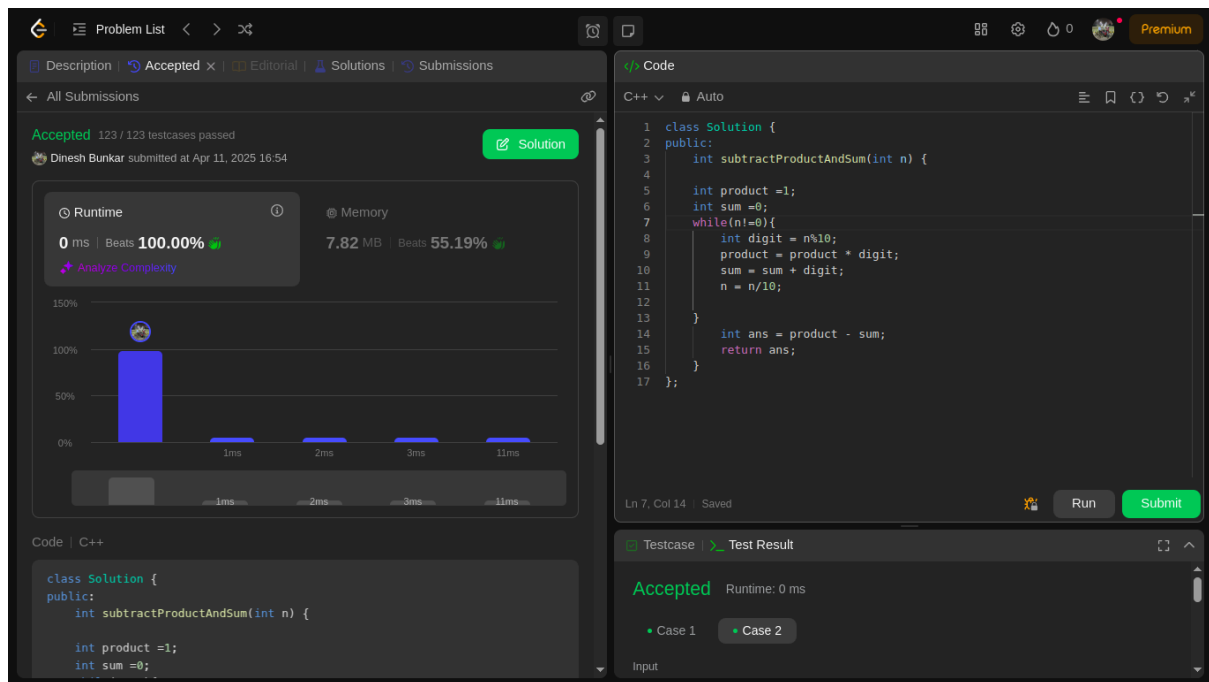 Problem List
0
Premium
Description | Accepted × | Editorial | Solutions | Submissions
← All Submissions
Accepted 123 / 123 testcases passed
Dinesh Bunkar submitted at Apr 11, 2025 16:54
Solution
Runtime
0 ms | Beats 100.00%
Analyze Complexity
Memory
7.82 MB | Beats 55.19%
150%
100%
50%
0%
1ms 2ms 3ms 11ms
1ms 2ms 3ms 11ms
Code | C++
class Solution {
public:
    int subtractProductAndSum(int n) {
    int product =1;
    int sum =0;
</> Code
C++ Auto
1 class Solution {
2 public:
3     int subtractProductAndSum(int n) {
4
5     int product =1;
6     int sum =0;
7     while(n!=0){
8         int digit = n%10;
9         product = product * digit;
10         sum = sum + digit;
11         n = n/10;
12
13     }
14         int ans = product - sum;
15         return ans;
16     }
17 };
Ln 7, Col 14 | Saved
Run
Submit
Testcase | >_ Test Result
Accepted Runtime: 0 ms
• Case 1 • Case 2
Input